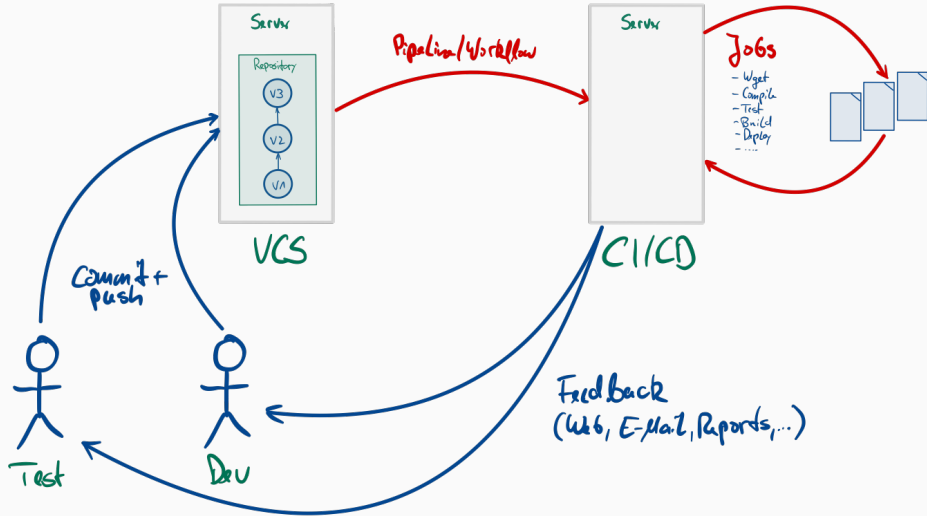 Server
Repository
V3
V2
V1
VCS
Pipeline/Workflow
Server
CI/CD
Jobs
- Wget
- Compile
- Test
- Build
- Deploy
- ....
Commit +
push
Test
Dev
Feedback
(Web, E-Mail, Reports,...)